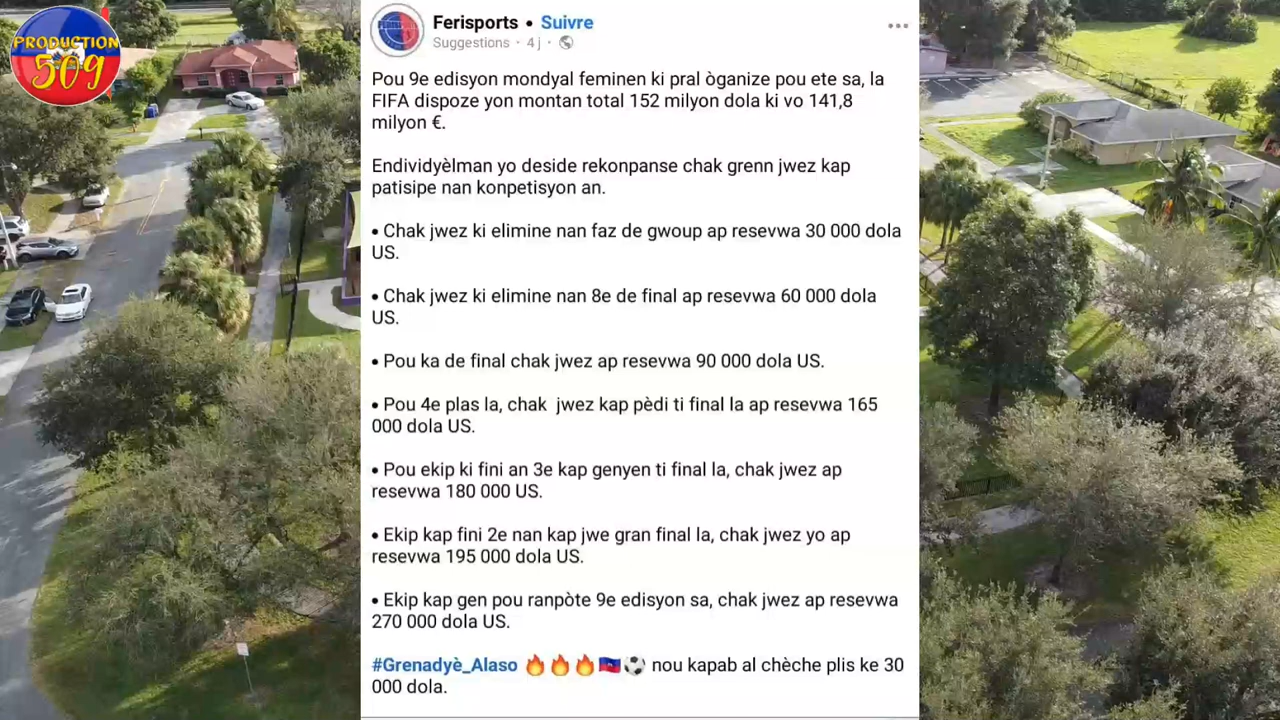 PRODUCTION
509
Ferisports • Suivre
Suggestions · 4 j ·
Pou 9e edisyon mondyal feminen ki pral òganize pou ete sa, la
FIFA dispoze yon montan total 152 milyon dola ki vo 141,8
milyon €.
Endividyèlman yo deside rekonpanse chak grenn jwez kap
patisipe nan konpetisyon an.
• Chak jwez ki elimine nan faz de gwoup ap resevwa 30 000 dola
US.
• Chak jwez ki elimine nan 8e de final ap resevwa 60 000 dola
US.
• Pou ka de final chak jwez ap resevwa 90 000 dola US.
• Pou 4e plas la, chak  jwez kap pèdi ti final la ap resevwa 165
000 dola US.
• Pou ekip ki fini an 3e kap genyen ti final la, chak jwez ap
resevwa 180 000 US.
• Ekip kap fini 2e nan kap jwe gran final la, chak jwez yo ap
resevwa 195 000 dola US.
• Ekip kap gen pou ranpòte 9e edisyon sa, chak jwez ap resevwa
270 000 dola US.
#Grenadyè_Alaso 🔥🔥🔥🇭🇹⚽ nou kapab al chèche plis ke 30
000 dola.